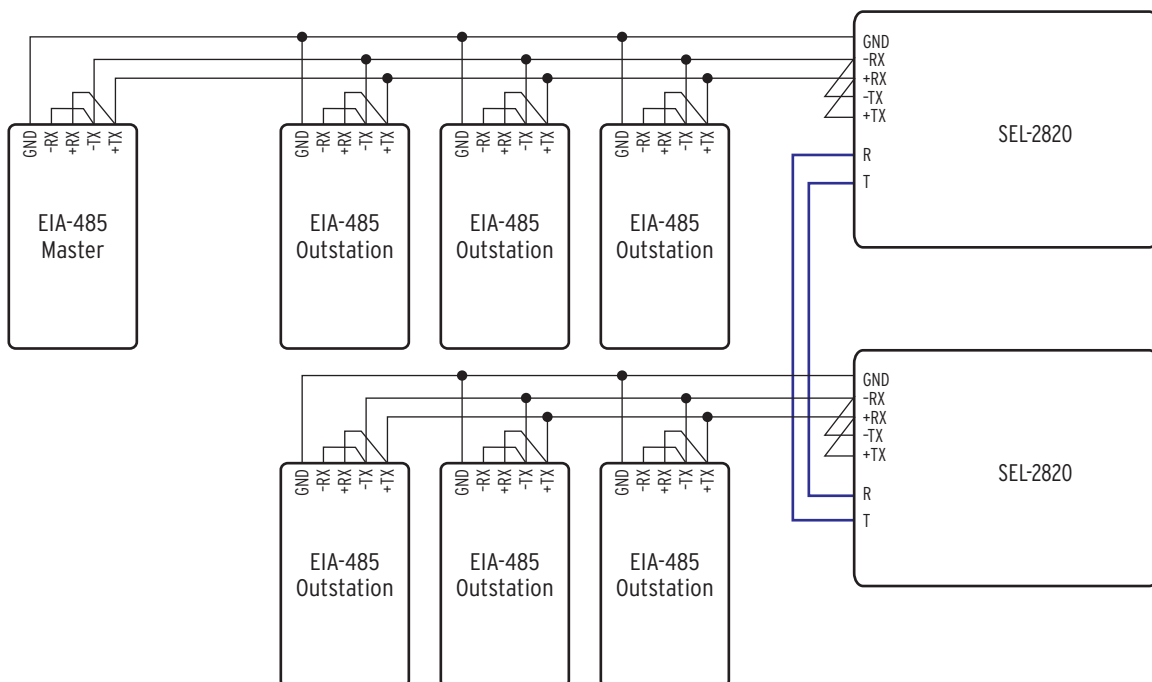 GND
-RX
+RX
-TX
+TX
R
T
SEL-2820
GND
-RX
+RX
-TX
+TX
EIA-485
Master
GND
-RX
+RX
-TX
+TX
EIA-485
Outstation
GND
-RX
+RX
-TX
+TX
EIA-485
Outstation
GND
-RX
+RX
-TX
+TX
EIA-485
Outstation
GND
-RX
+RX
-TX
+TX
R
T
SEL-2820
GND
-RX
+RX
-TX
+TX
EIA-485
Outstation
GND
-RX
+RX
-TX
+TX
EIA-485
Outstation
GND
-RX
+RX
-TX
+TX
EIA-485
Outstation